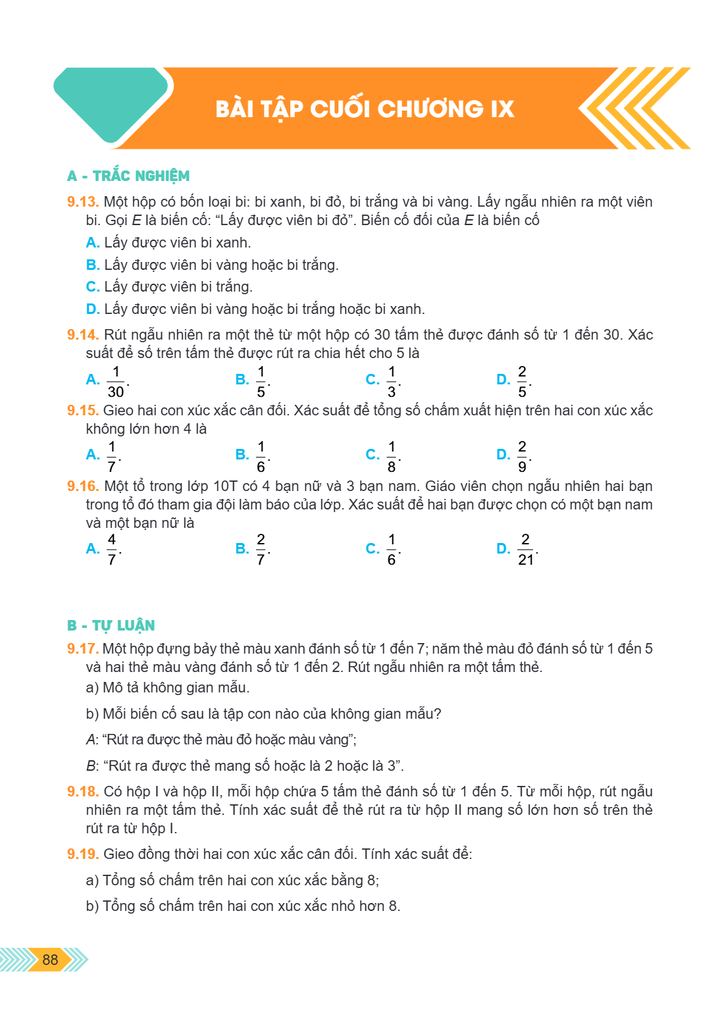 BÀI TẬP CUỐI CHƯƠNG IX
A - TRẮC NGHIỆM
9.13. Một hộp có bốn loại bi: bi xanh, bi đỏ, bi trắng và bi vàng. Lấy ngẫu nhiên ra một viên
bi. Gọi E là biến cố: “Lấy được viên bi đỏ”. Biến cố đối của E là biến cố
A. Lấy được viên bi xanh.
B. Lấy được viên bi vàng hoặc bi trắng.
C. Lấy được viên bi trắng.
D. Lấy được viên bi vàng hoặc bi trắng hoặc bi xanh.
9.14. Rút ngẫu nhiên ra một thẻ từ một hộp có 30 tấm thẻ được đánh số từ 1 đến 30. Xác
suất để số trên tấm thẻ được rút ra chia hết cho 5 là
A. 1/30. B. 1/5. C. 1/3. D. 2/5.
9.15. Gieo hai con xúc xắc cân đối. Xác suất để tổng số chấm xuất hiện trên hai con xúc xắc
không lớn hơn 4 là
A. 1/7. B. 1/6. C. 1/8. D. 2/9.
9.16. Một tổ trong lớp 10T có 4 bạn nữ và 3 bạn nam. Giáo viên chọn ngẫu nhiên hai bạn
trong tổ đó tham gia đội làm báo của lớp. Xác suất để hai bạn được chọn có một bạn nam
và một bạn nữ là
A. 4/7. B. 2/7. C. 1/6. D. 2/21.
B - TỰ LUẬN
9.17. Một hộp đựng bảy thẻ màu xanh đánh số từ 1 đến 7; năm thẻ màu đỏ đánh số từ 1 đến 5
và hai thẻ màu vàng đánh số từ 1 đến 2. Rút ngẫu nhiên ra một tấm thẻ.
a) Mô tả không gian mẫu.
b) Mỗi biến cố sau là tập con nào của không gian mẫu?
A: “Rút ra được thẻ màu đỏ hoặc màu vàng”;
B: “Rút ra được thẻ mang số hoặc là 2 hoặc là 3”.
9.18. Có hộp I và hộp II, mỗi hộp chứa 5 tấm thẻ đánh số từ 1 đến 5. Từ mỗi hộp, rút ngẫu
nhiên ra một tấm thẻ. Tính xác suất để thẻ rút ra từ hộp II mang số lớn hơn số trên thẻ
rút ra từ hộp I.
9.19. Gieo đồng thời hai con xúc xắc cân đối. Tính xác suất để:
a) Tổng số chấm trên hai con xúc xắc bằng 8;
b) Tổng số chấm trên hai con xúc xắc nhỏ hơn 8.
88